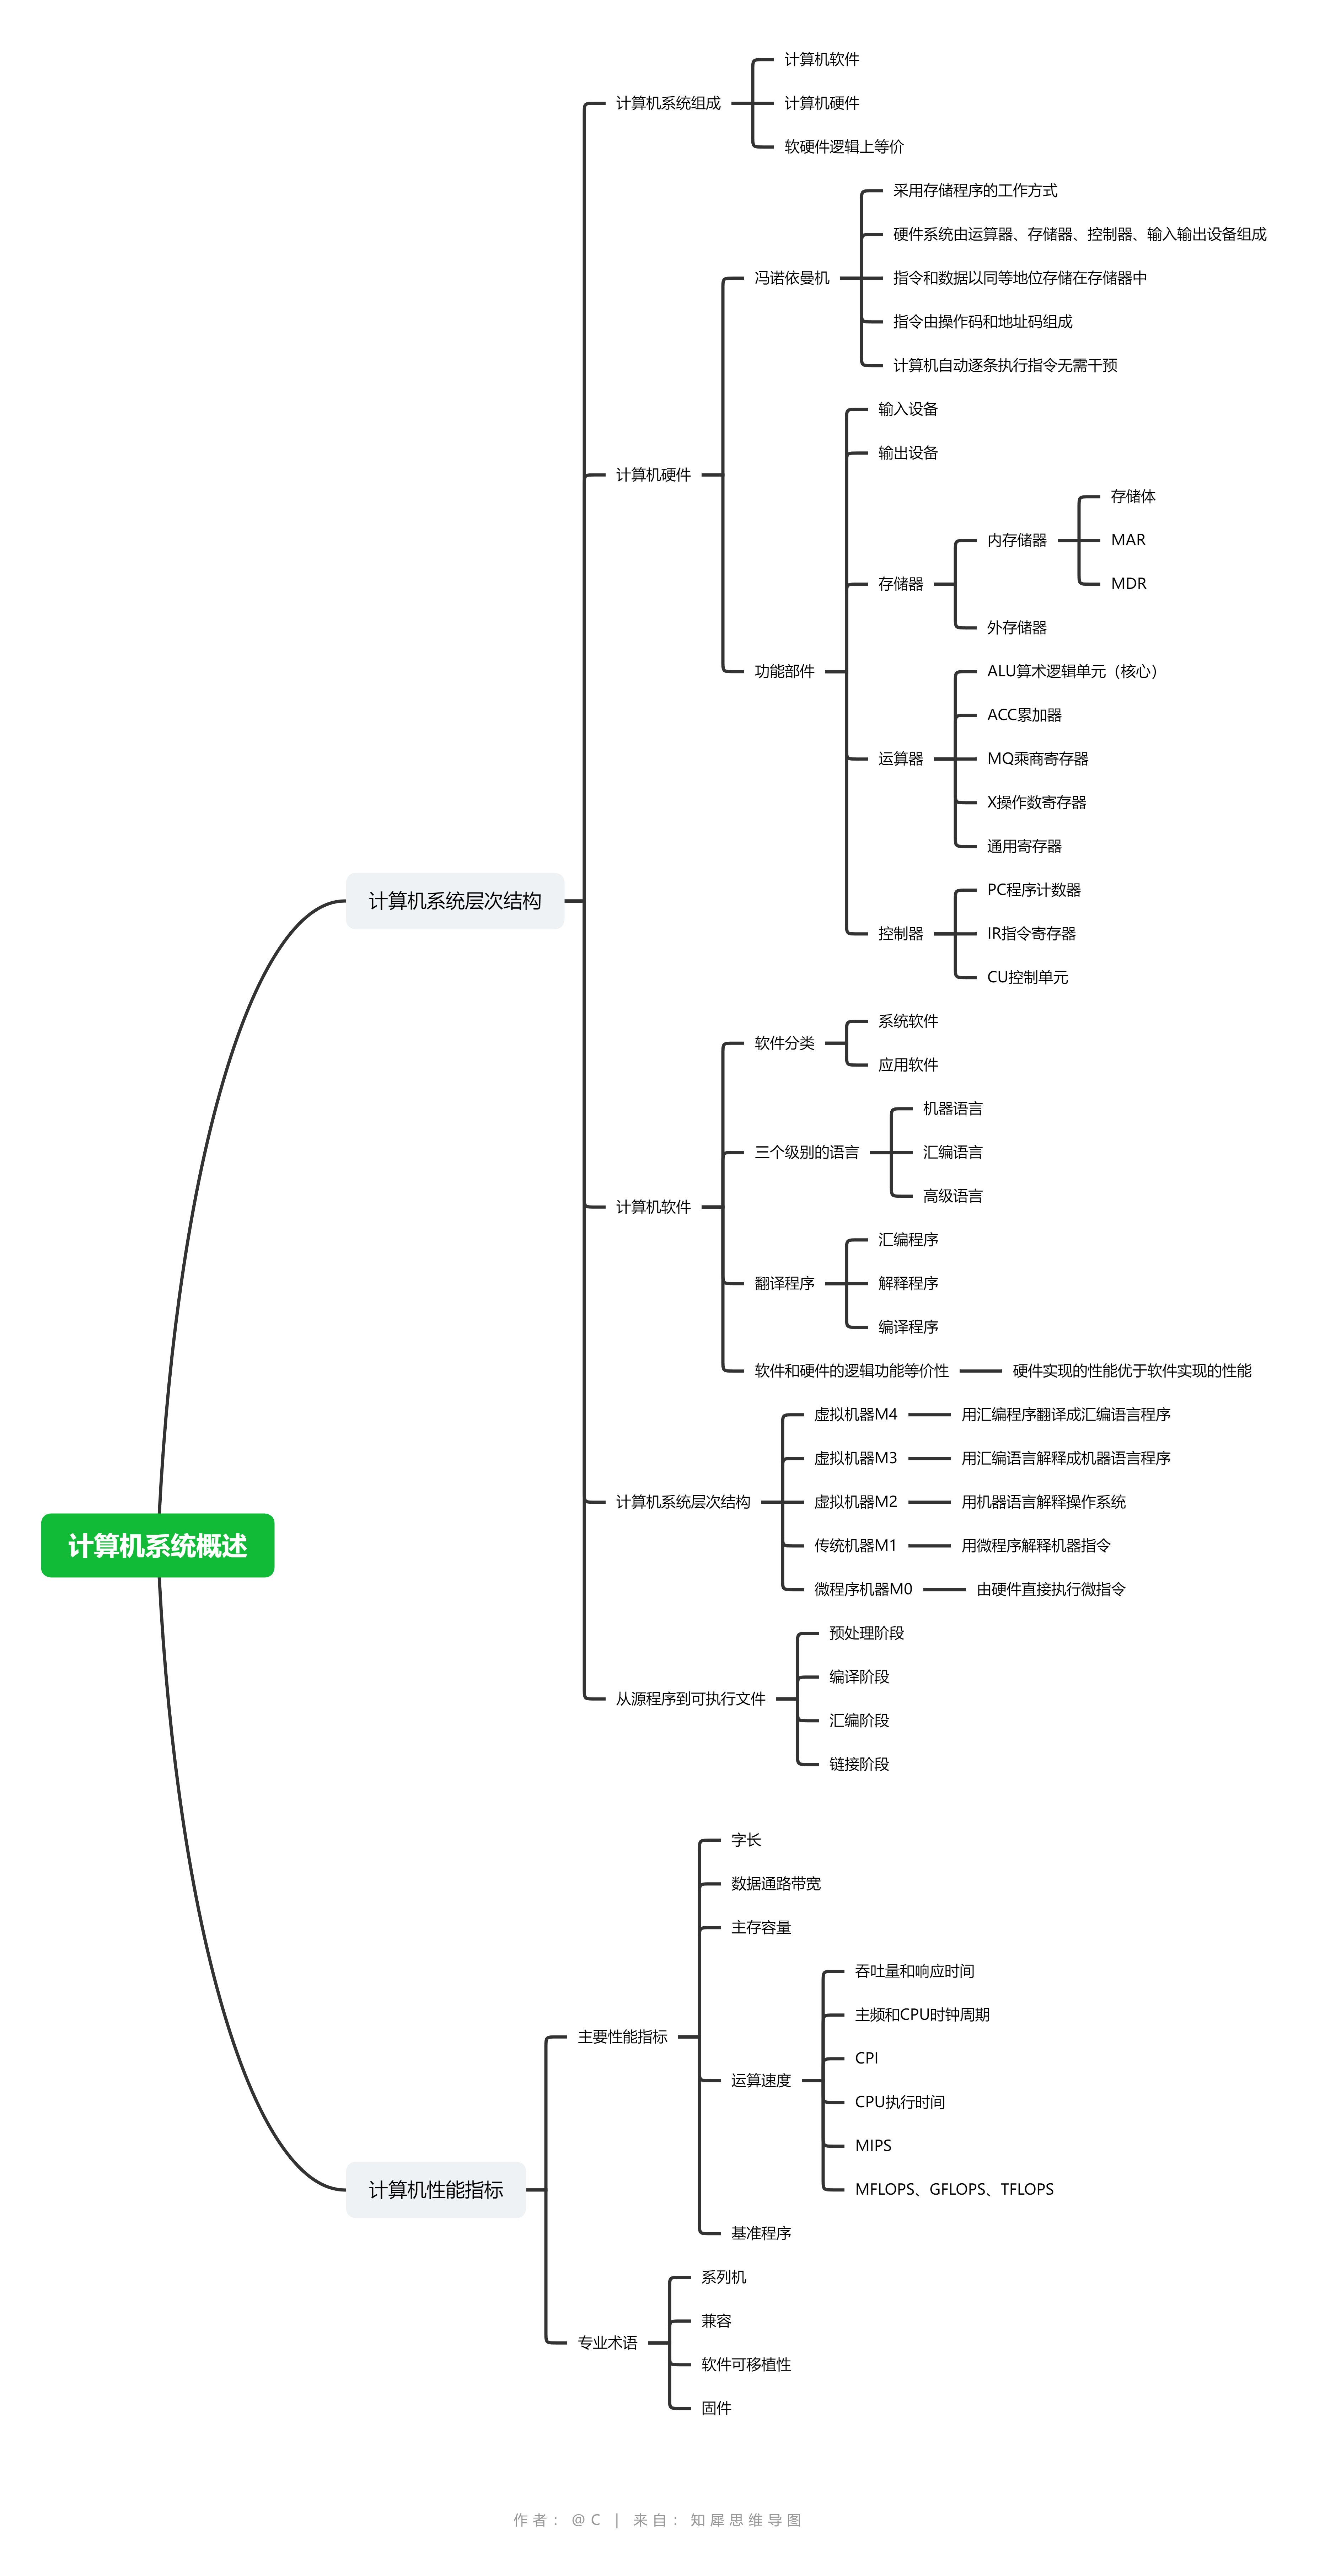 计算机系统概述
计算机系统层次结构
计算机系统组成
计算机软件
计算机硬件
软硬件逻辑上等价
计算机硬件
冯诺依曼机
采用存储程序的工作方式
硬件系统由运算器、存储器、控制器、输入输出设备组成
指令和数据以同等地位存储在存储器中
指令由操作码和地址码组成
计算机自动逐条执行指令无需干预
功能部件
输入设备
输出设备
存储器
内存储器
存储体
MAR
MDR
外存储器
运算器
ALU算术逻辑单元（核心）
ACC累加器
MQ乘商寄存器
X操作数寄存器
通用寄存器
控制器
PC程序计数器
IR指令寄存器
CU控制单元
计算机软件
软件分类
系统软件
应用软件
三个级别的语言
机器语言
汇编语言
高级语言
翻译程序
汇编程序
解释程序
编译程序
软件和硬件的逻辑功能等价性
硬件实现的性能优于软件实现的性能
计算机系统层次结构
虚拟机器M4
用汇编程序翻译成汇编语言程序
虚拟机器M3
用汇编语言解释成机器语言程序
虚拟机器M2
用机器语言解释操作系统
传统机器M1
用微程序解释机器指令
微程序机器M0
由硬件直接执行微指令
从源程序到可执行文件
预处理阶段
编译阶段
汇编阶段
链接阶段
计算机性能指标
主要性能指标
字长
数据通路带宽
主存容量
运算速度
吞吐量和响应时间
主频和CPU时钟周期
CPI
CPU执行时间
MIPS
MFLOPS、GFLOPS、TFLOPS
基准程序
专业术语
系列机
兼容
软件可移植性
固件
作者：@C | 来自：知犀思维导图